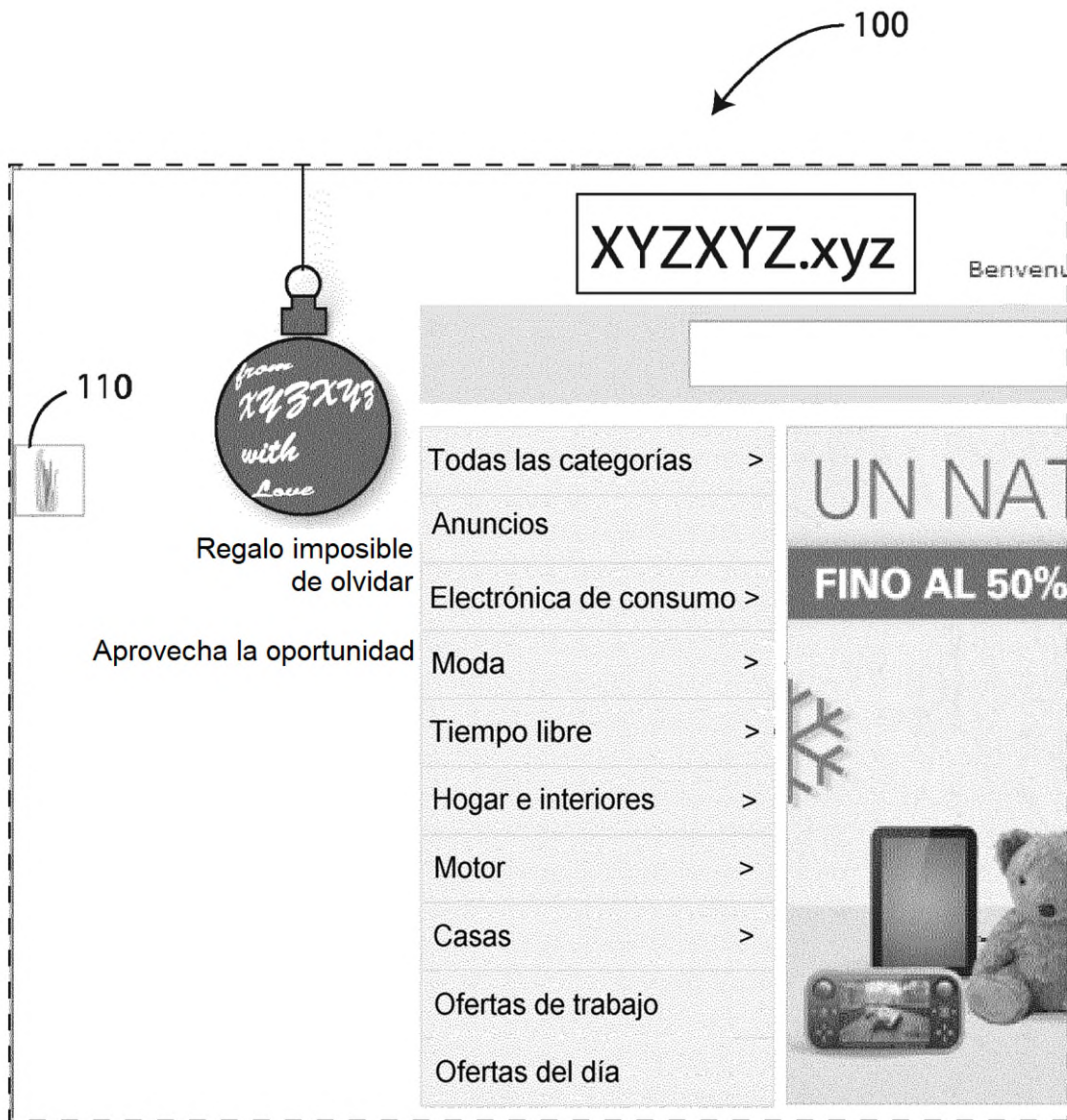 100
XYZXYZ.xyz
Benvenu
110
from
XYZXYZ
with
Love
Regalo imposible
de olvidar
Aprovecha la oportunidad
Todas las categorías >
Anuncios
Electrónica de consumo >
Moda >
Tiempo libre >
Hogar e interiores >
Motor >
Casas >
Ofertas de trabajo
Ofertas del día
UN NAT
FINO AL 50%